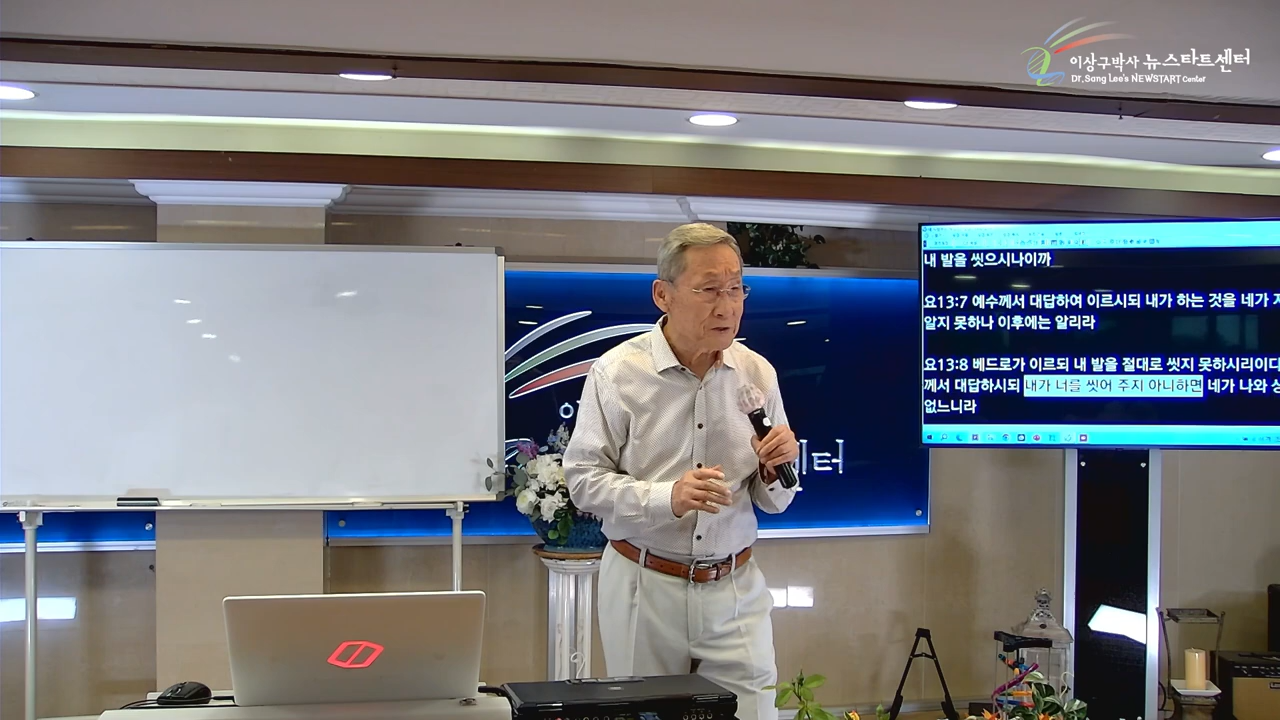 이상구박사 뉴스타트센터
Dr. Sang Lee's NEWSTART Center
내 발을 씻으시나이까
요13:7 예수께서 대답하여 이르시되 내가 하는 것을 네가
알지 못하나 이후에는 알리라
요13:8 베드로가 이르되 내 발을 절대로 씻지 못하시리이다
께서 대답하시되 내가 너를 씻어 주지 아니하면 네가 나와
없느니라
이
센터